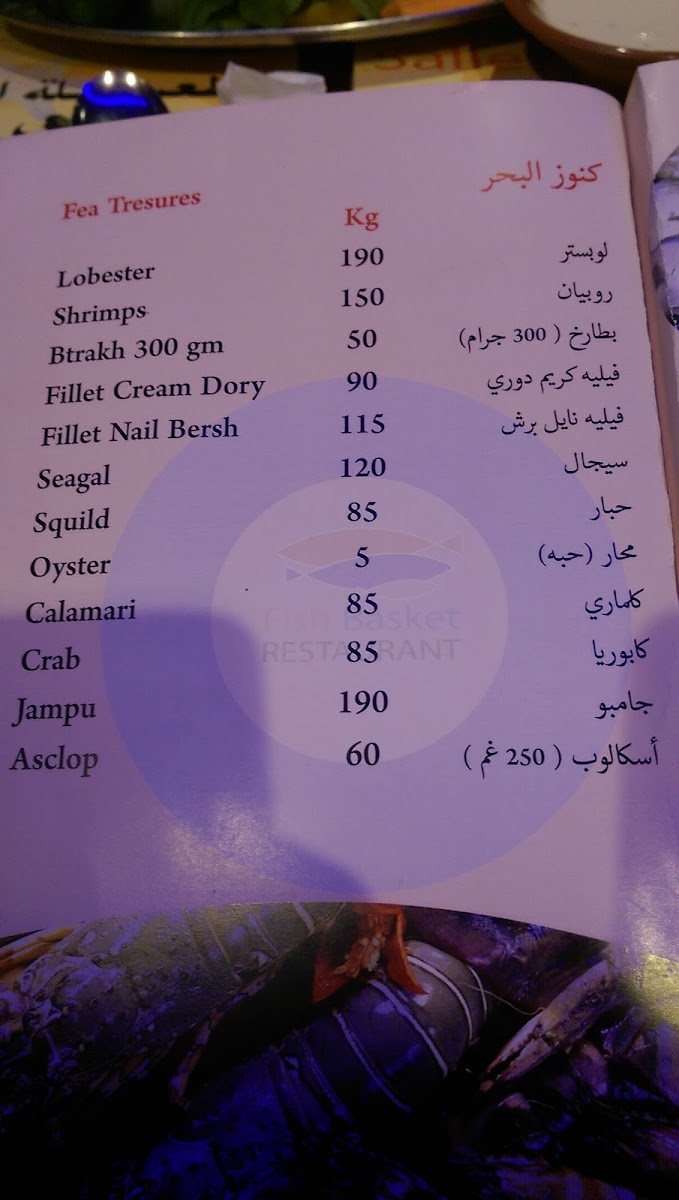 Salle
Fea Tresures Kg كنوز البحر
Lobester 190 لوبستر
Shrimps 150 روبيان
Btrakh 300 gm 50 بطارخ ( 300 جرام)
Fillet Cream Dory 90 فيليه كريم دوري
Fillet Nail Bersh 115 فيليه نايل برش
Seagal 120 سيجال
Squild 85 حبار
Oyster 5 محار (حبه)
Calamari 85 كلماري
Crab 85 كابوريا
Jampu 190 جامبو
Asclop 60 أسكالوب ( 250 غم )
Fish Basket
RESTAURANT